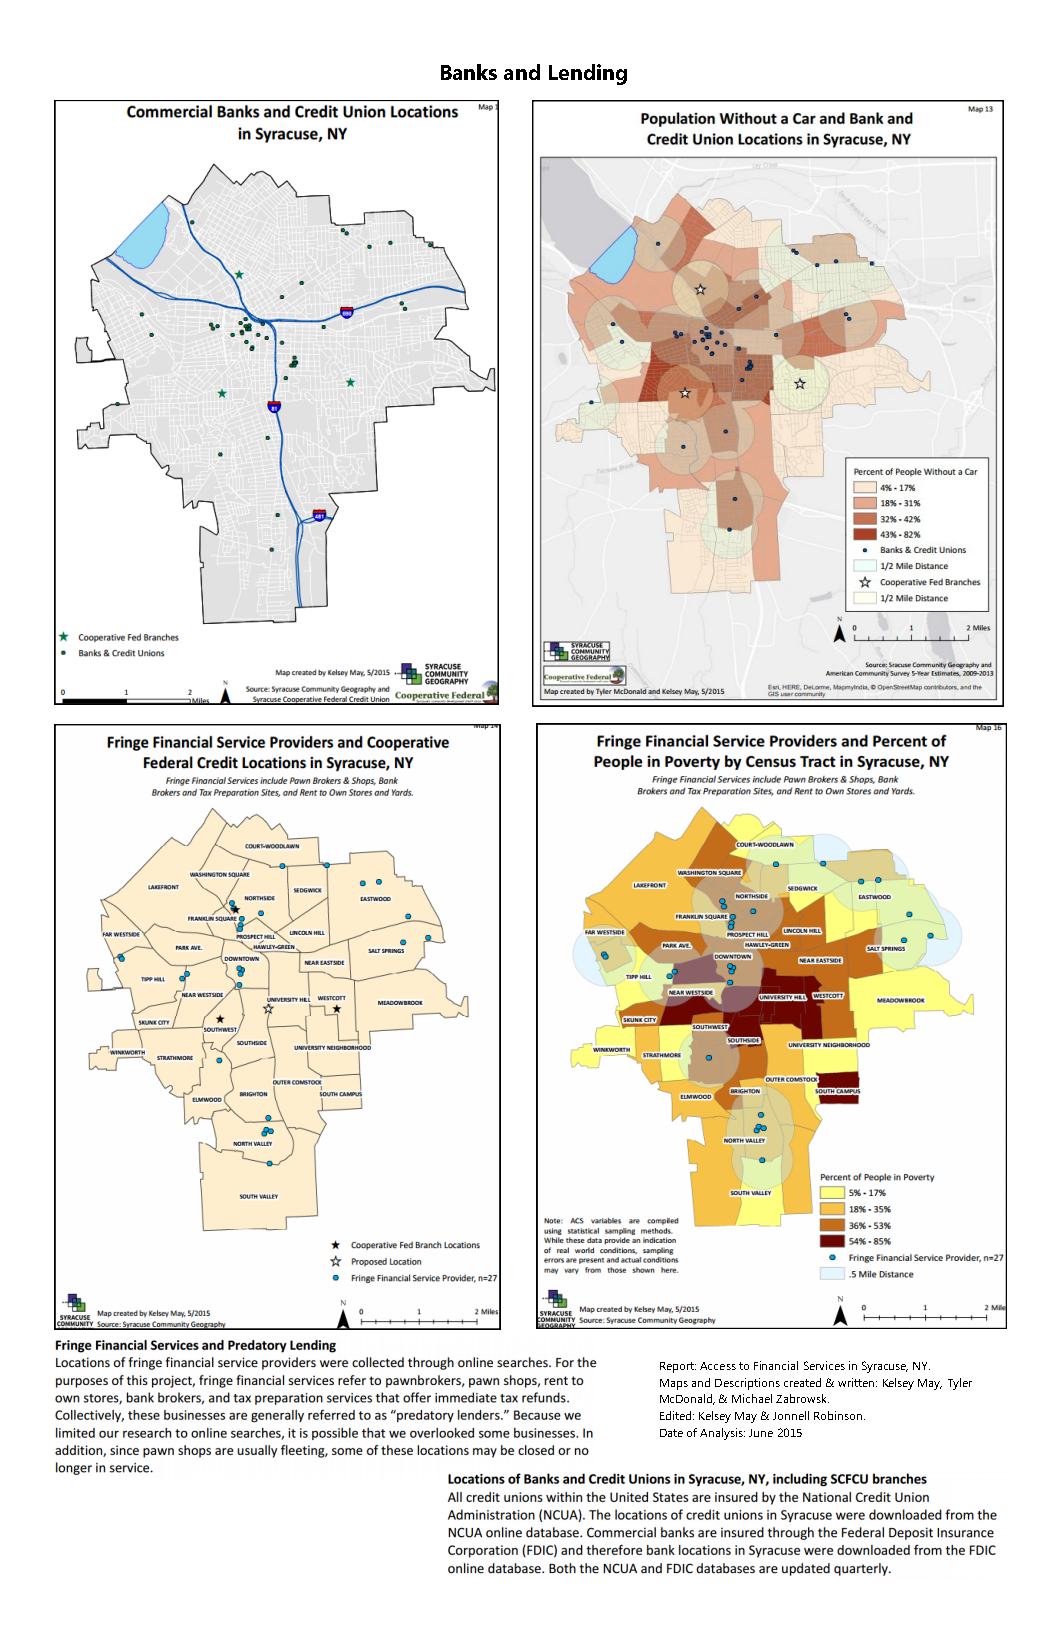 Banks and Lending
Map 1
Commercial Banks and Credit Union Locations
in Syracuse, NY
690
81
481
Cooperative Fed Branches
Banks & Credit Unions
Map created by Kelsey May, 5/2015
Source: Syracuse Community Geography and
Syracuse Cooperative Federal Credit Union
SYRACUSE
COMMUNITY
GEOGRAPHY
Cooperative Federal
0 1 2 Miles
N
Map 13
Population Without a Car and Bank and
Credit Union Locations in Syracuse, NY
Percent of People Without a Car
4% - 17%
18% - 31%
32% - 42%
43% - 82%
Banks & Credit Unions
1/2 Mile Distance
Cooperative Fed Branches
1/2 Mile Distance
N
0 1 2 Miles
SYRACUSE
COMMUNITY
GEOGRAPHY
Cooperative Federal
Map created by Tyler McDonald and Kelsey May, 5/2015
Source: Sracuse Community Geography and
American Community Survey 5-Year Estimates, 2009-2013
Esri, HERE, DeLorme, MapmyIndia, © OpenStreetMap contributors, and the
GIS user community
Map 14
Fringe Financial Service Providers and Cooperative
Federal Credit Locations in Syracuse, NY
Fringe Financial Services include Pawn Brokers & Shops, Bank
Brokers and Tax Preparation Sites, and Rent to Own Stores and Yards.
COURT-WOODLAWN
WASHINGTON SQUARE
LAKEFRONT
SEDGWICK
NORTHSIDE
EASTWOOD
FRANKLIN SQUARE
FAR WESTSIDE
PROSPECT HILL
LINCOLN HILL
PARK AVE.
HAWLEY-GREEN
SALT SPRINGS
DOWNTOWN
NEAR EASTSIDE
TIPP HILL
NEAR WESTSIDE
UNIVERSITY HILL
WESTCOTT
MEADOWBROOK
SKUNK CITY
SOUTHWEST
SOUTHSIDE
UNIVERSITY NEIGHBORHOOD
WINKWORTH
STRATHMORE
OUTER COMSTOCK
BRIGHTON
SOUTH CAMPUS
ELMWOOD
NORTH VALLEY
SOUTH VALLEY
Cooperative Fed Branch Locations
Proposed Location
Fringe Financial Service Provider, n=27
SYRACUSE
COMMUNITY
GEOGRAPHY
Map created by Kelsey May, 5/2015
Source: Syracuse Community Geography
N
0 1 2 Miles
Map 16
Fringe Financial Service Providers and Percent of
People in Poverty by Census Tract in Syracuse, NY
Fringe Financial Services include Pawn Brokers & Shops, Bank
Brokers and Tax Preparation Sites, and Rent to Own Stores and Yards.
COURT-WOODLAWN
WASHINGTON SQUARE
LAKEFRONT
SEDGWICK
NORTHSIDE
EASTWOOD
FRANKLIN SQUARE
FAR WESTSIDE
PROSPECT HILL
LINCOLN HILL
PARK AVE.
HAWLEY-GREEN
SALT SPRINGS
DOWNTOWN
NEAR EASTSIDE
TIPP HILL
NEAR WESTSIDE
UNIVERSITY HILL
WESTCOTT
MEADOWBROOK
SKUNK CITY
SOUTHWEST
SOUTHSIDE
UNIVERSITY NEIGHBORHOOD
WINKWORTH
STRATHMORE
OUTER COMSTOCK
BRIGHTON
SOUTH CAMPUS
ELMWOOD
NORTH VALLEY
SOUTH VALLEY
Percent of People in Poverty
5% - 17%
18% - 35%
36% - 53%
54% - 85%
Fringe Financial Service Provider, n=27
.5 Mile Distance
Note: ACS variables are compiled
using statistical sampling methods.
While these data provide an indication
of real world conditions, sampling
errors are present and actual conditions
may vary from those shown here.
SYRACUSE
COMMUNITY
GEOGRAPHY
Map created by Kelsey May, 5/2015
Source: Syracuse Community Geography
N
0 1 2 Mile
Fringe Financial Services and Predatory Lending
Locations of fringe financial service providers were collected through online searches. For the
purposes of this project, fringe financial services refer to pawnbrokers, pawn shops, rent to
own stores, bank brokers, and tax preparation services that offer immediate tax refunds.
Collectively, these businesses are generally referred to as “predatory lenders.” Because we
limited our research to online searches, it is possible that we overlooked some businesses. In
addition, since pawn shops are usually fleeting, some of these locations may be closed or no
longer in service.
Report: Access to Financial Services in Syracuse, NY.
Maps and Descriptions created & written: Kelsey May, Tyler
McDonald, & Michael Zabrowsk.
Edited: Kelsey May & Jonnell Robinson.
Date of Analysis: June 2015
Locations of Banks and Credit Unions in Syracuse, NY, including SCFCU branches
All credit unions within the United States are insured by the National Credit Union
Administration (NCUA). The locations of credit unions in Syracuse were downloaded from the
NCUA online database. Commercial banks are insured through the Federal Deposit Insurance
Corporation (FDIC) and therefore bank locations in Syracuse were downloaded from the FDIC
online database. Both the NCUA and FDIC databases are updated quarterly.